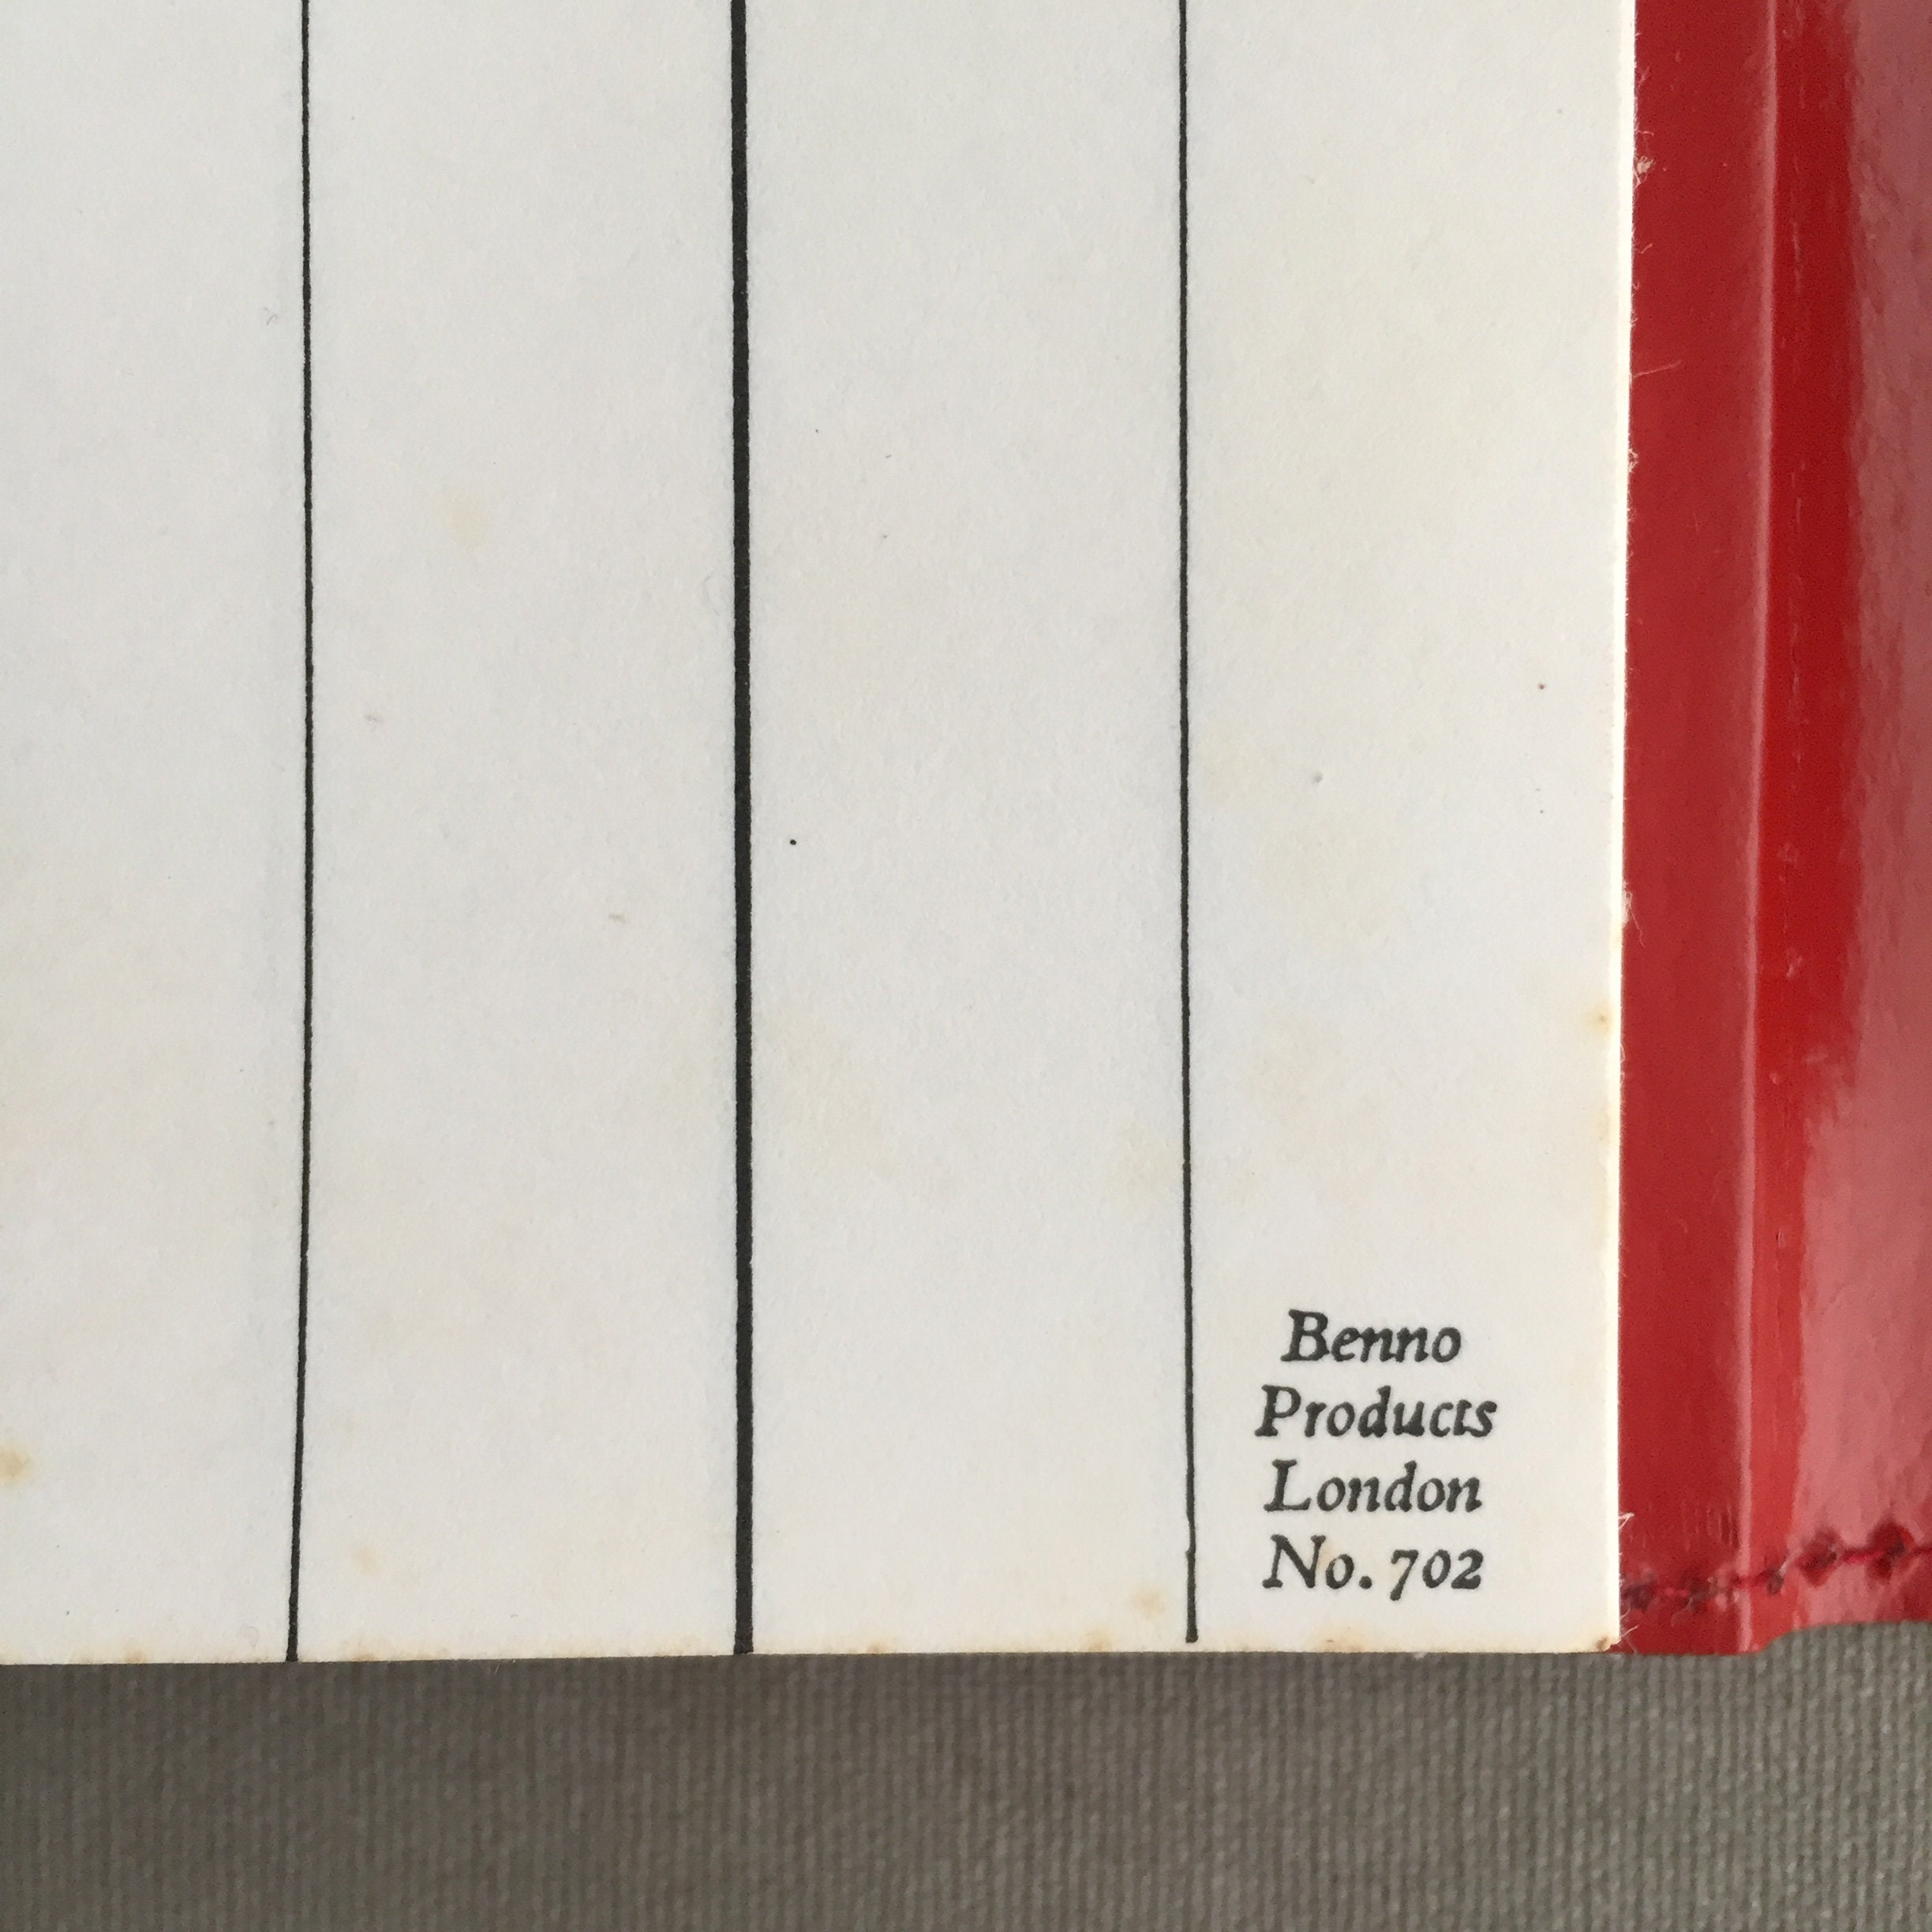 Benno
Products
London
No. 702